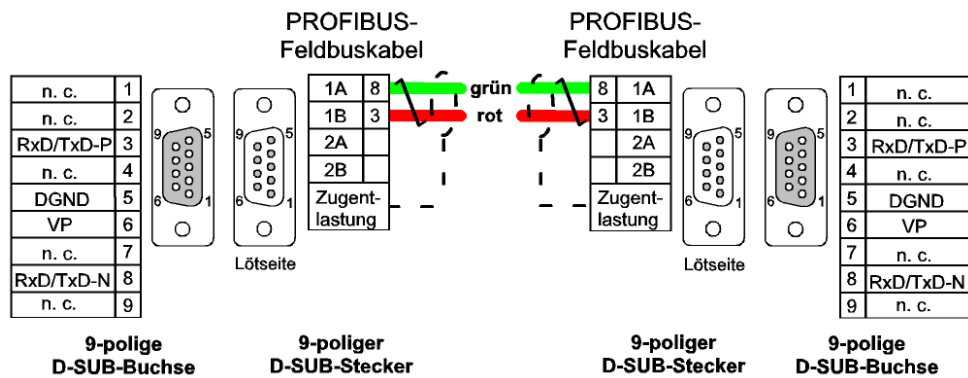 PROFIBUS-
Feldbuskabel
PROFIBUS-
Feldbuskabel
n. c. 1
n. c. 2
RxD/TxD-P 3
n. c. 4
DGND 5
VP 6
n. c. 7
RxD/TxD-N 8
n. c. 9
9 5
6 1
9 5
6 1
Lötseite
1A 8
1B 3
2A
2B
Zugent-
lastung
grün
rot
8 1A
3 1B
2A
2B
Zugent-
lastung
9 5
6 1
Lötseite
9 5
6 1
1 n. c.
2 n. c.
3 RxD/TxD-P
4 n. c.
5 DGND
6 VP
7 n. c.
8 RxD/TxD-N
9 n. c.
9-polige
D-SUB-Buchse
9-poliger
D-SUB-Stecker
9-poliger
D-SUB-Stecker
9-polige
D-SUB-Buchse